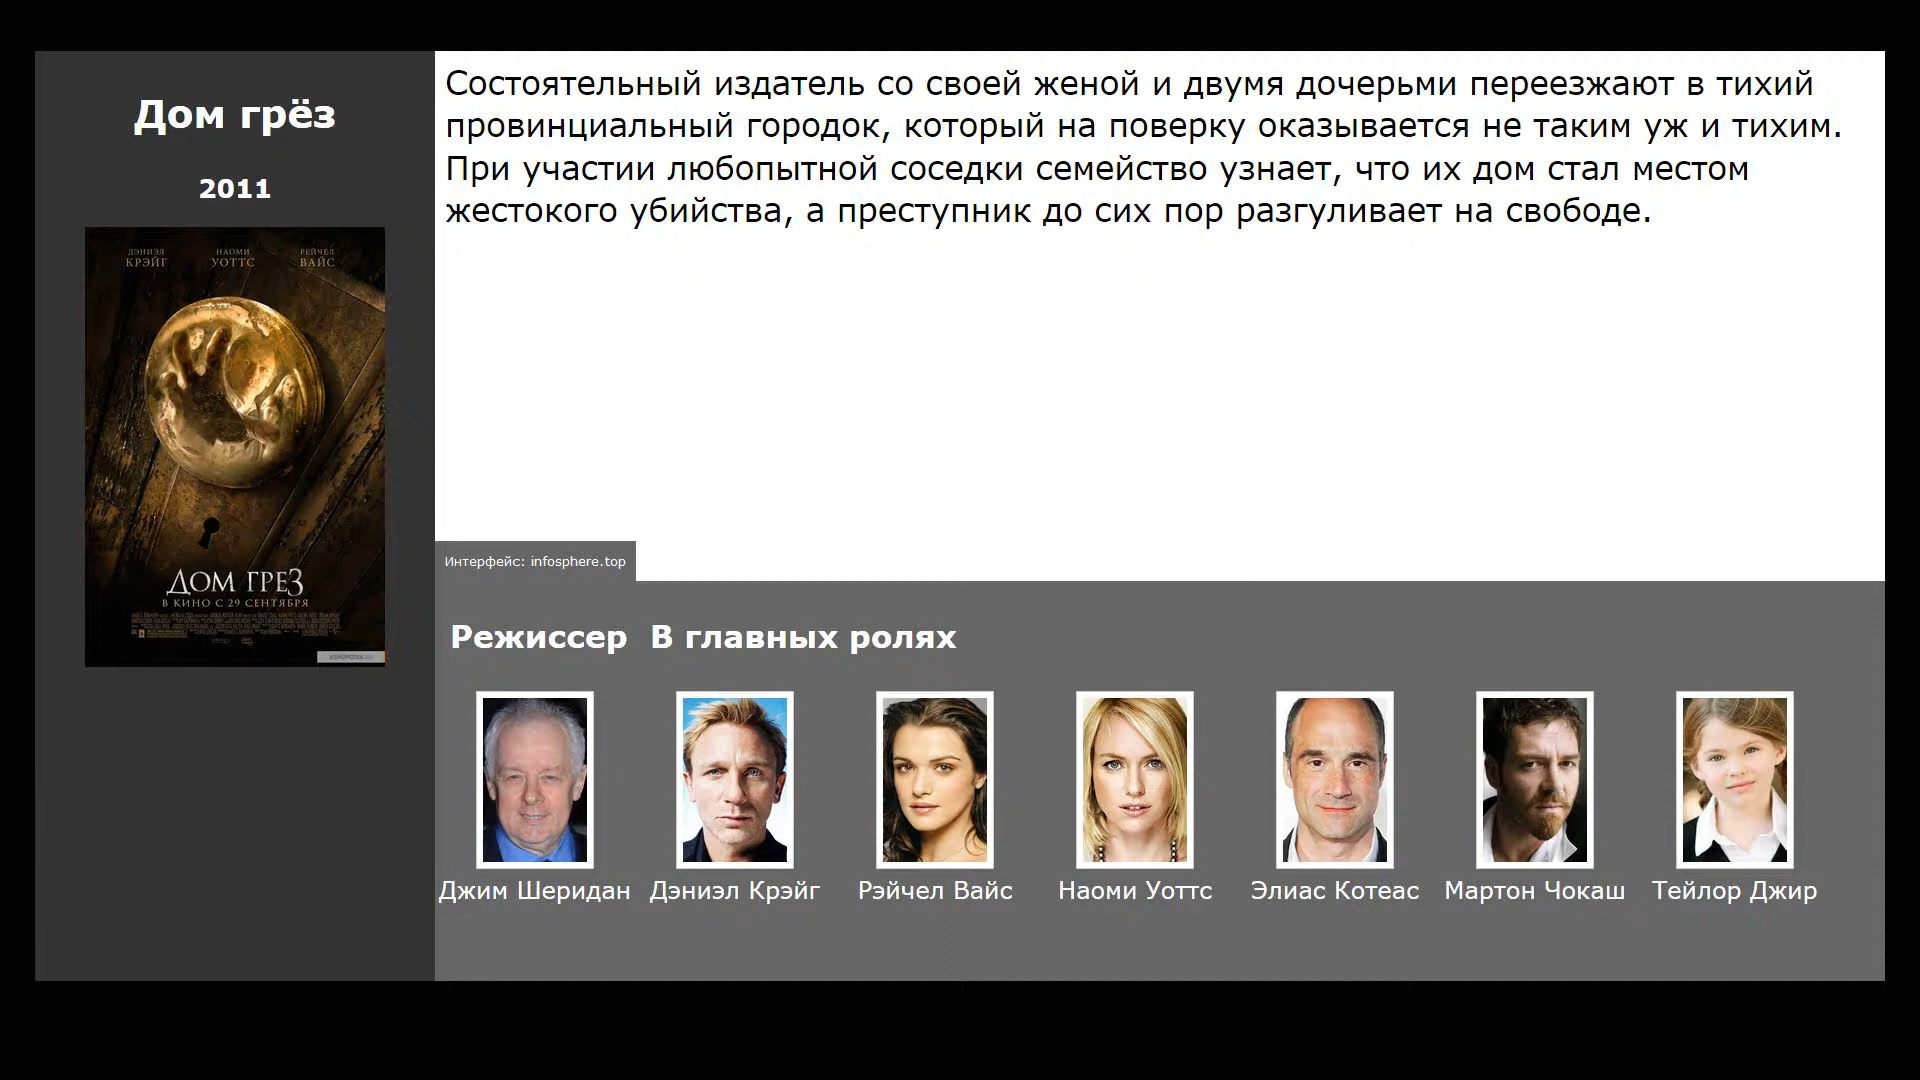 Дом грёз
2011
ДЭНИЭЛ КРЭЙГ
НАОМИ УОТТС
РЕЙЧЕЛ ВАЙС
ДОМ ГРЕЗ
В КИНО С 29 СЕНТЯБРЯ
Состоятельный издатель со своей женой и двумя дочерьми переезжают в тихий
провинциальный городок, который на поверку оказывается не таким уж и тихим.
При участии любопытной соседки семейство узнает, что их дом стал местом
жестокого убийства, а преступник до сих пор разгуливает на свободе.
Интерфейс: infosphere.top
Режиссер В главных ролях
Джим Шеридан Дэниэл Крэйг Рэйчел Вайс Наоми Уоттс Элиас Котеас Мартон Чокаш Тейлор Джир